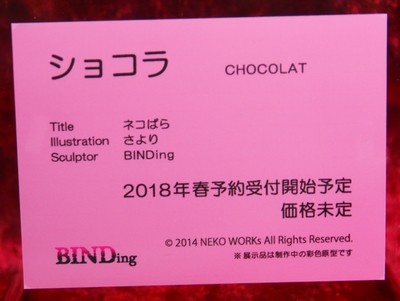 ショコラ CHOCOLAT
Title ネコぱら
Illustration さより
Sculptor BINDing
2018年春予約受付開始予定
価格未定
© 2014 NEKO WORKs All Rights Reserved.
BINDing ※展示品は制作中の彩色原型です